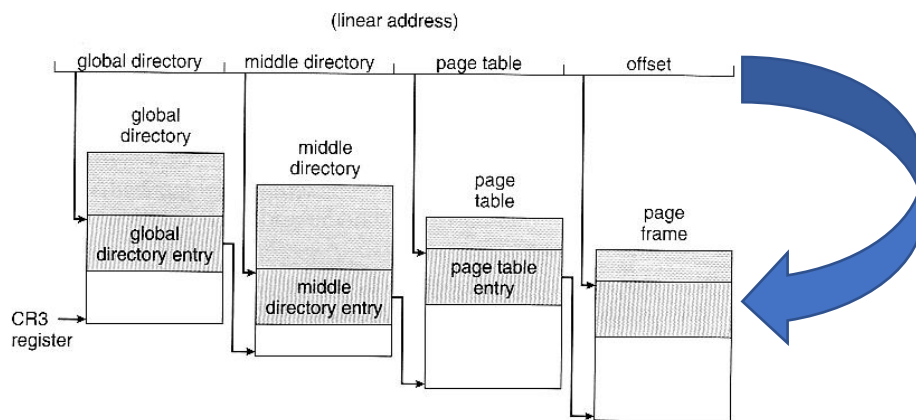 (linear address)
global directory
middle directory
page table
offset
global
directory
middle
directory
page
table
page
frame
global
directory entry
middle
directory entry
page table
entry
CR3
register